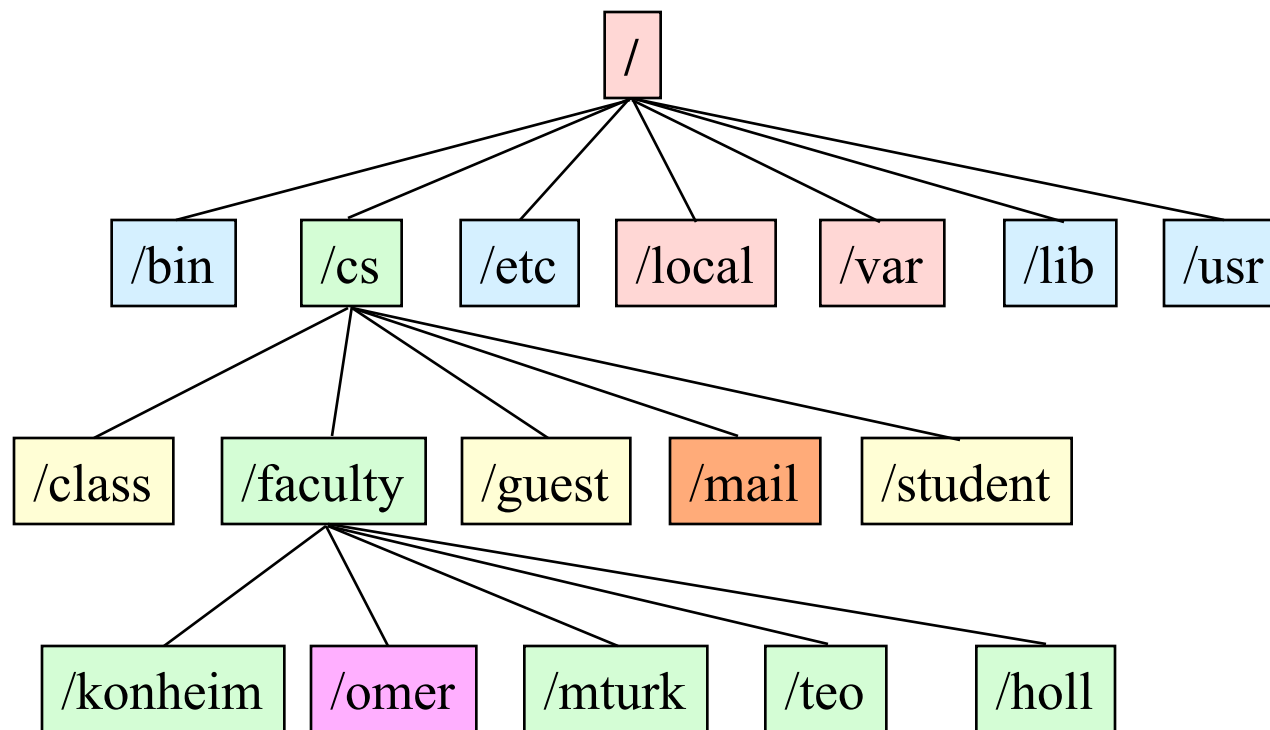 /
/bin /cs /etc /local /var /lib /usr
/class /faculty /guest /mail /student
/konheim /omer /mturk /teo /holl